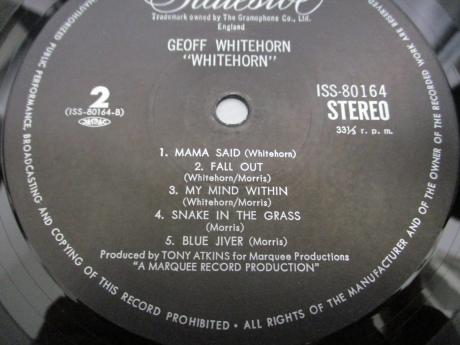 Trademark owned by The Gramophone Co., Ltd.
England
GEOFF WHITEHORN
"WHITEHORN"
2
(ISS-80164-B)
ISS-80164
STEREO
33⅓ r. p. m.
1. MAMA SAID (Whitehorn)
2. FALL OUT
(Whitehorn/Morris)
3. MY MIND WITHIN
(Whitehorn/Morris)
4. SNAKE IN THE GRASS
(Morris)
5. BLUE JIVER (Morris)
Produced by TONY ATKINS for Marquee Productions
"A MARQUEE RECORD PRODUCTION"
UNAUTHORIZED PUBLIC PERFORMANCE, BROADCASTING AND COPYING OF THIS RECORD PROHIBITED • ALL RIGHTS OF THE MANUFACTURER AND OF THE OWNER OF THE RECORDED WORK